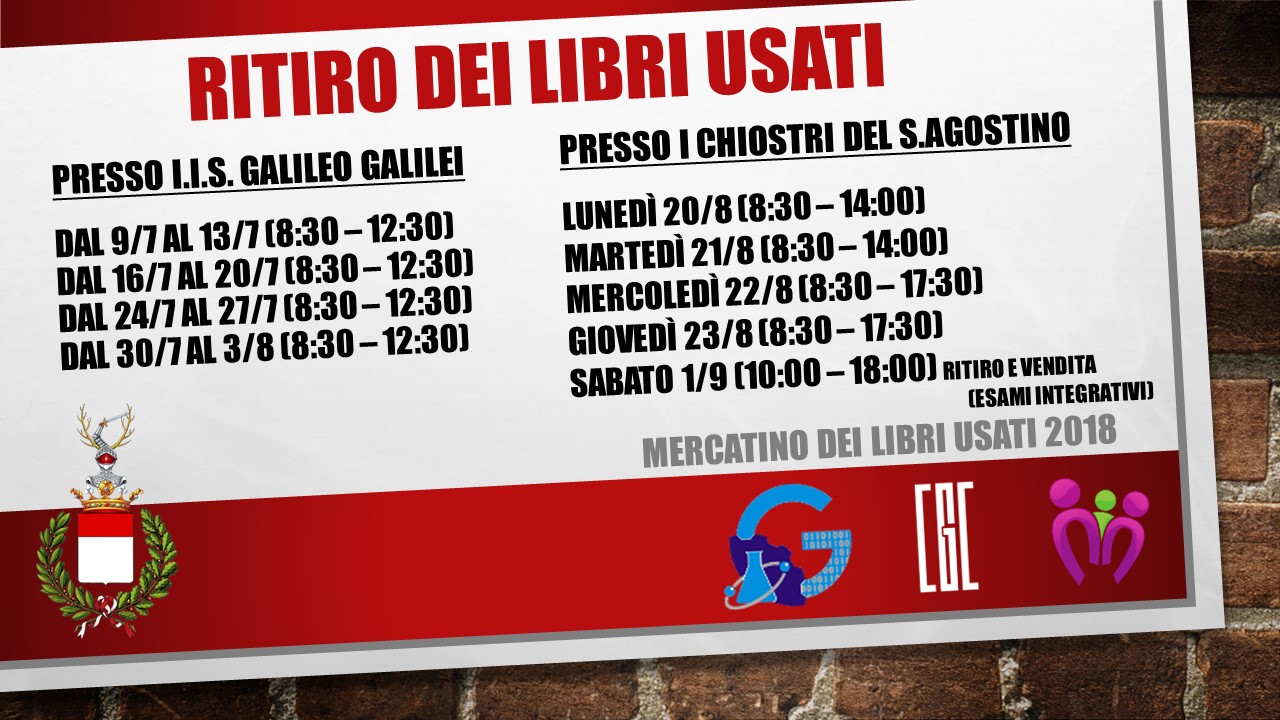 RITIRO DEI LIBRI USATI
PRESSO I.I.S. GALILEO GALILEI
DAL 9/7 AL 13/7 (8:30 – 12:30)
DAL 16/7 AL 20/7 (8:30 – 12:30)
DAL 24/7 AL 27/7 (8:30 – 12:30)
DAL 30/7 AL 3/8 (8:30 – 12:30)
PRESSO I CHIOSTRI DEL S.AGOSTINO
LUNEDÌ 20/8 (8:30 – 14:00)
MARTEDÌ 21/8 (8:30 – 14:00)
MERCOLEDÌ 22/8 (8:30 – 17:30)
GIOVEDÌ 23/8 (8:30 – 17:30)
SABATO 1/9 (10:00 – 18:00) RITIRO E VENDITA
(ESAMI INTEGRATIVI)
MERCATINO DEI LIBRI USATI 2018
CGC